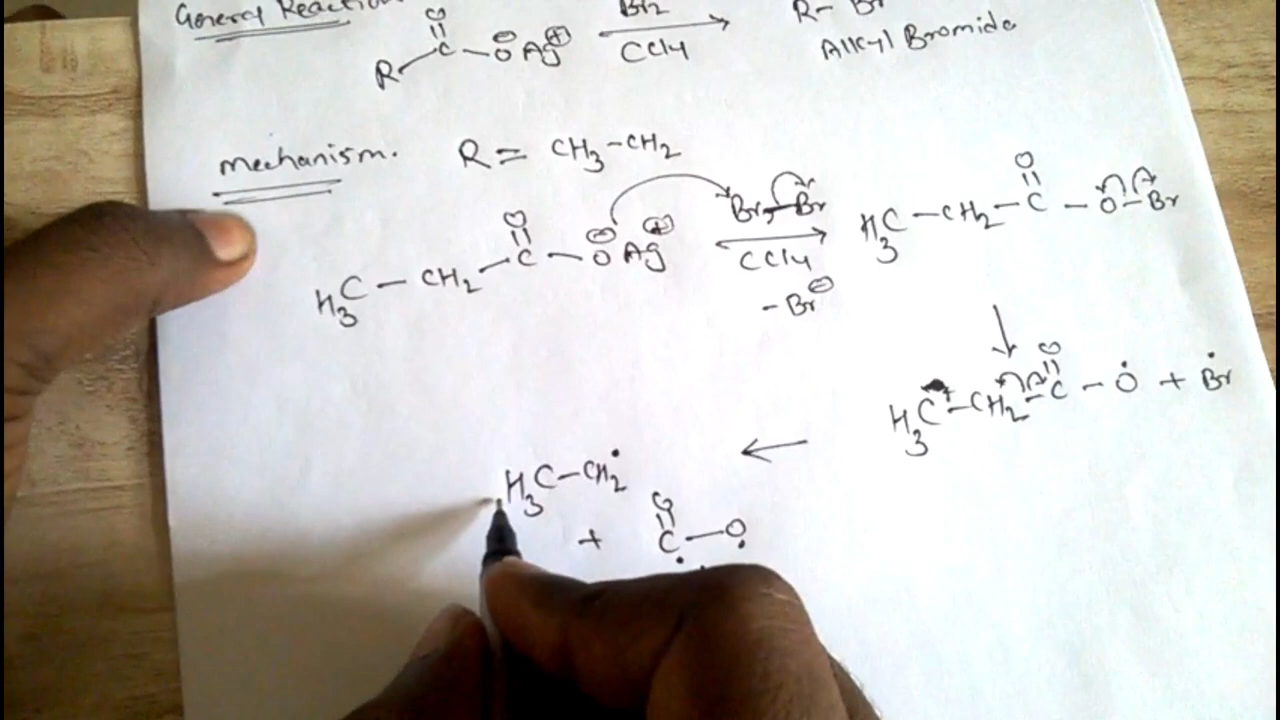 General Reaction
R-C(=O)-O⊖ Ag⊕ Br2 CCl4 → R-Br
Alkyl Bromide
Mechanism. R = CH3-CH2
H3C-CH2-C(=O)-O⊖ Ag⊕ Br-Br CCl4 -Br⊖ → H3C-CH2-C(=O)-O-Br
↓
H3C-CH2-C(=O)-O• + Br•
←
H3C-CH2•
+ •C(=O)-O•